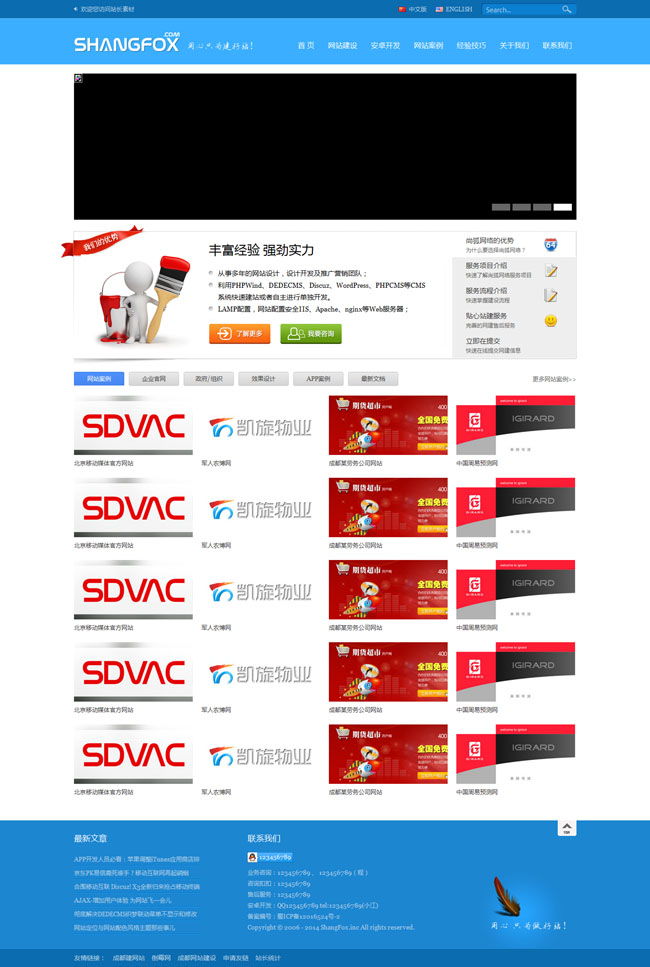 欢迎您访问站长素材
中文版 ENGLISH Search...
SHANGFOX.COM 用心只为做好站!
首 页 网站建设 安卓开发 网站案例 经验技巧 关于我们 联系我们
我们的优势
丰富经验 强劲实力
从事多年的网站设计，设计开发及推广营销团队；
利用PHPWind、DEDECMS、Discuz、WordPress、PHPCMS等CMS
系统快速建站或者自主进行单独开发。
LAMP配置，网站配置安全IIS、Apache、nginx等Web服务器；
了解更多 我要咨询
尚狐网络的优势
为什么要选择尚狐网络？
64
服务项目介绍
快速了解尚狐网络服务项目
服务流程介绍
快速掌握建设流程
贴心站建服务
完善的网建售后服务
立即在提交
快速在线提交网建信息
网站案例 企业官网 政府/组织 效果设计 APP案例 最新文档 更多网站案例>>
SDVAC 凯旋物业 期货超市 400 全国免费 IGIRARD
北京移动媒体官方网站 军人农博网 成都某劳务公司网站 中国周易预测网
SDVAC 凯旋物业 期货超市 400 全国免费 IGIRARD
北京移动媒体官方网站 军人农博网 成都某劳务公司网站 中国周易预测网
SDVAC 凯旋物业 期货超市 400 全国免费 IGIRARD
北京移动媒体官方网站 军人农博网 成都某劳务公司网站 中国周易预测网
SDVAC 凯旋物业 期货超市 400 全国免费 IGIRARD
北京移动媒体官方网站 军人农博网 成都某劳务公司网站 中国周易预测网
SDVAC 凯旋物业 期货超市 400 全国免费 IGIRARD
北京移动媒体官方网站 军人农博网 成都某劳务公司网站 中国周易预测网
TOP
最新文章
APP开发人员必看：苹果调整iTunes应用商店排
京东PK易信鹿死谁手？移动互联网再起硝烟
合围移动互联 Discuz! X3全新归来抢占移动终端
AJAX-增加用户体验 为网站飞一会儿
彻底解决DEDECMS织梦联动菜单不显示和修改
网站定位与网站配色风格主题那些事儿
联系我们
123456789
业务咨询：123456789 、 123456789（程）
咨询扣扣：123456789
售后服务：123456789
安卓开发：QQ123456789 tel:123456789(小江)
备案编号：蜀ICP备12016524号-2
Copyright © 2006 - 2014 ShangFox.inc All rights reserved.
用心只为做好站!
友情链接： 成都建网站 倒霉网 成都网站建设 申请友链 站长统计